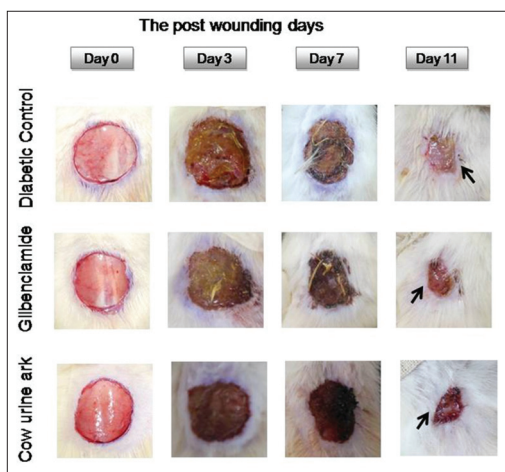 The post wounding days
Day 0 Day 3 Day 7 Day 11
Diabetic Control
Glibenclamide
Cow urine ark